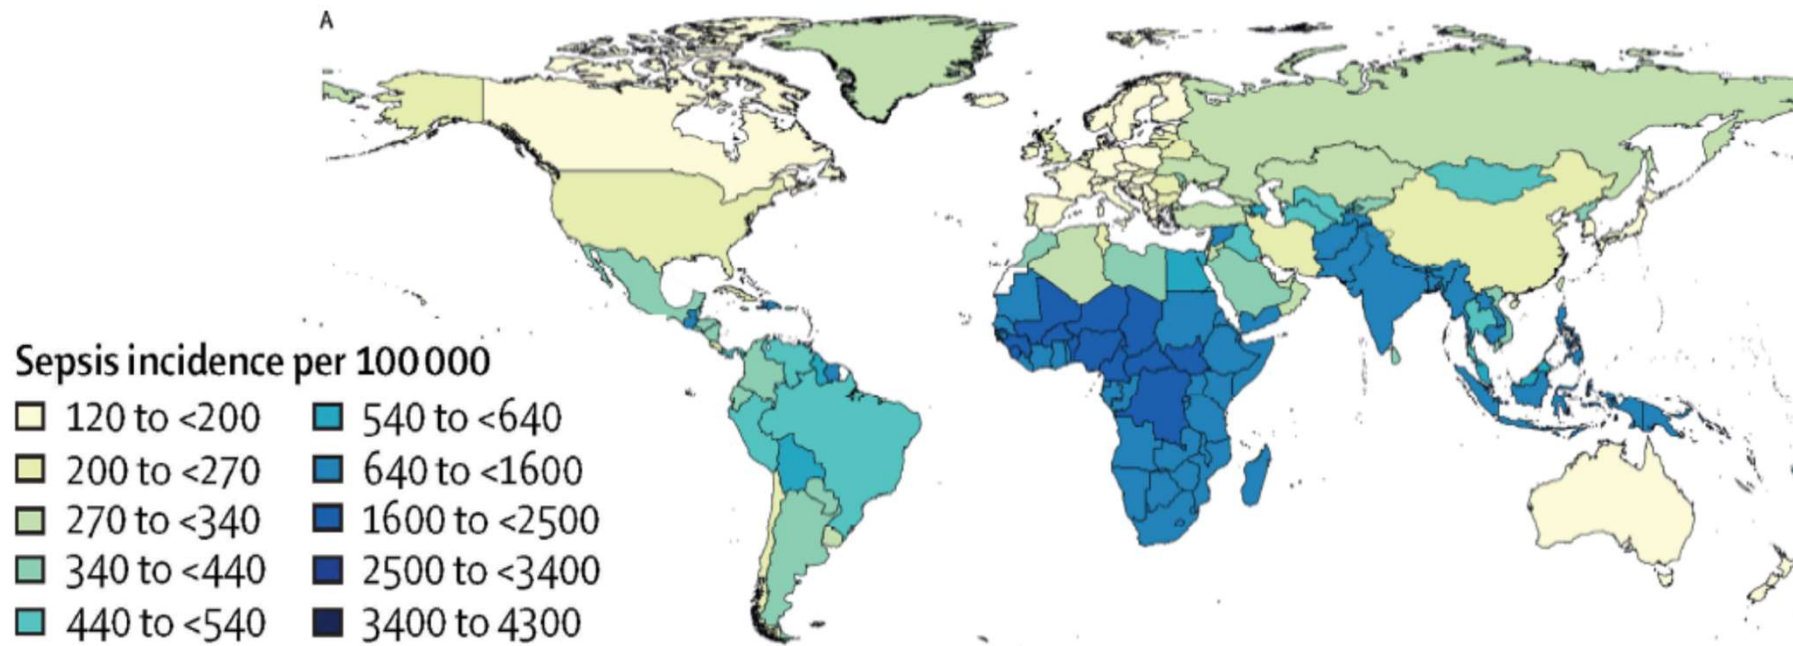 A
Sepsis incidence per 100 000
120 to <200
200 to <270
270 to <340
340 to <440
440 to <540
540 to <640
640 to <1600
1600 to <2500
2500 to <3400
3400 to 4300